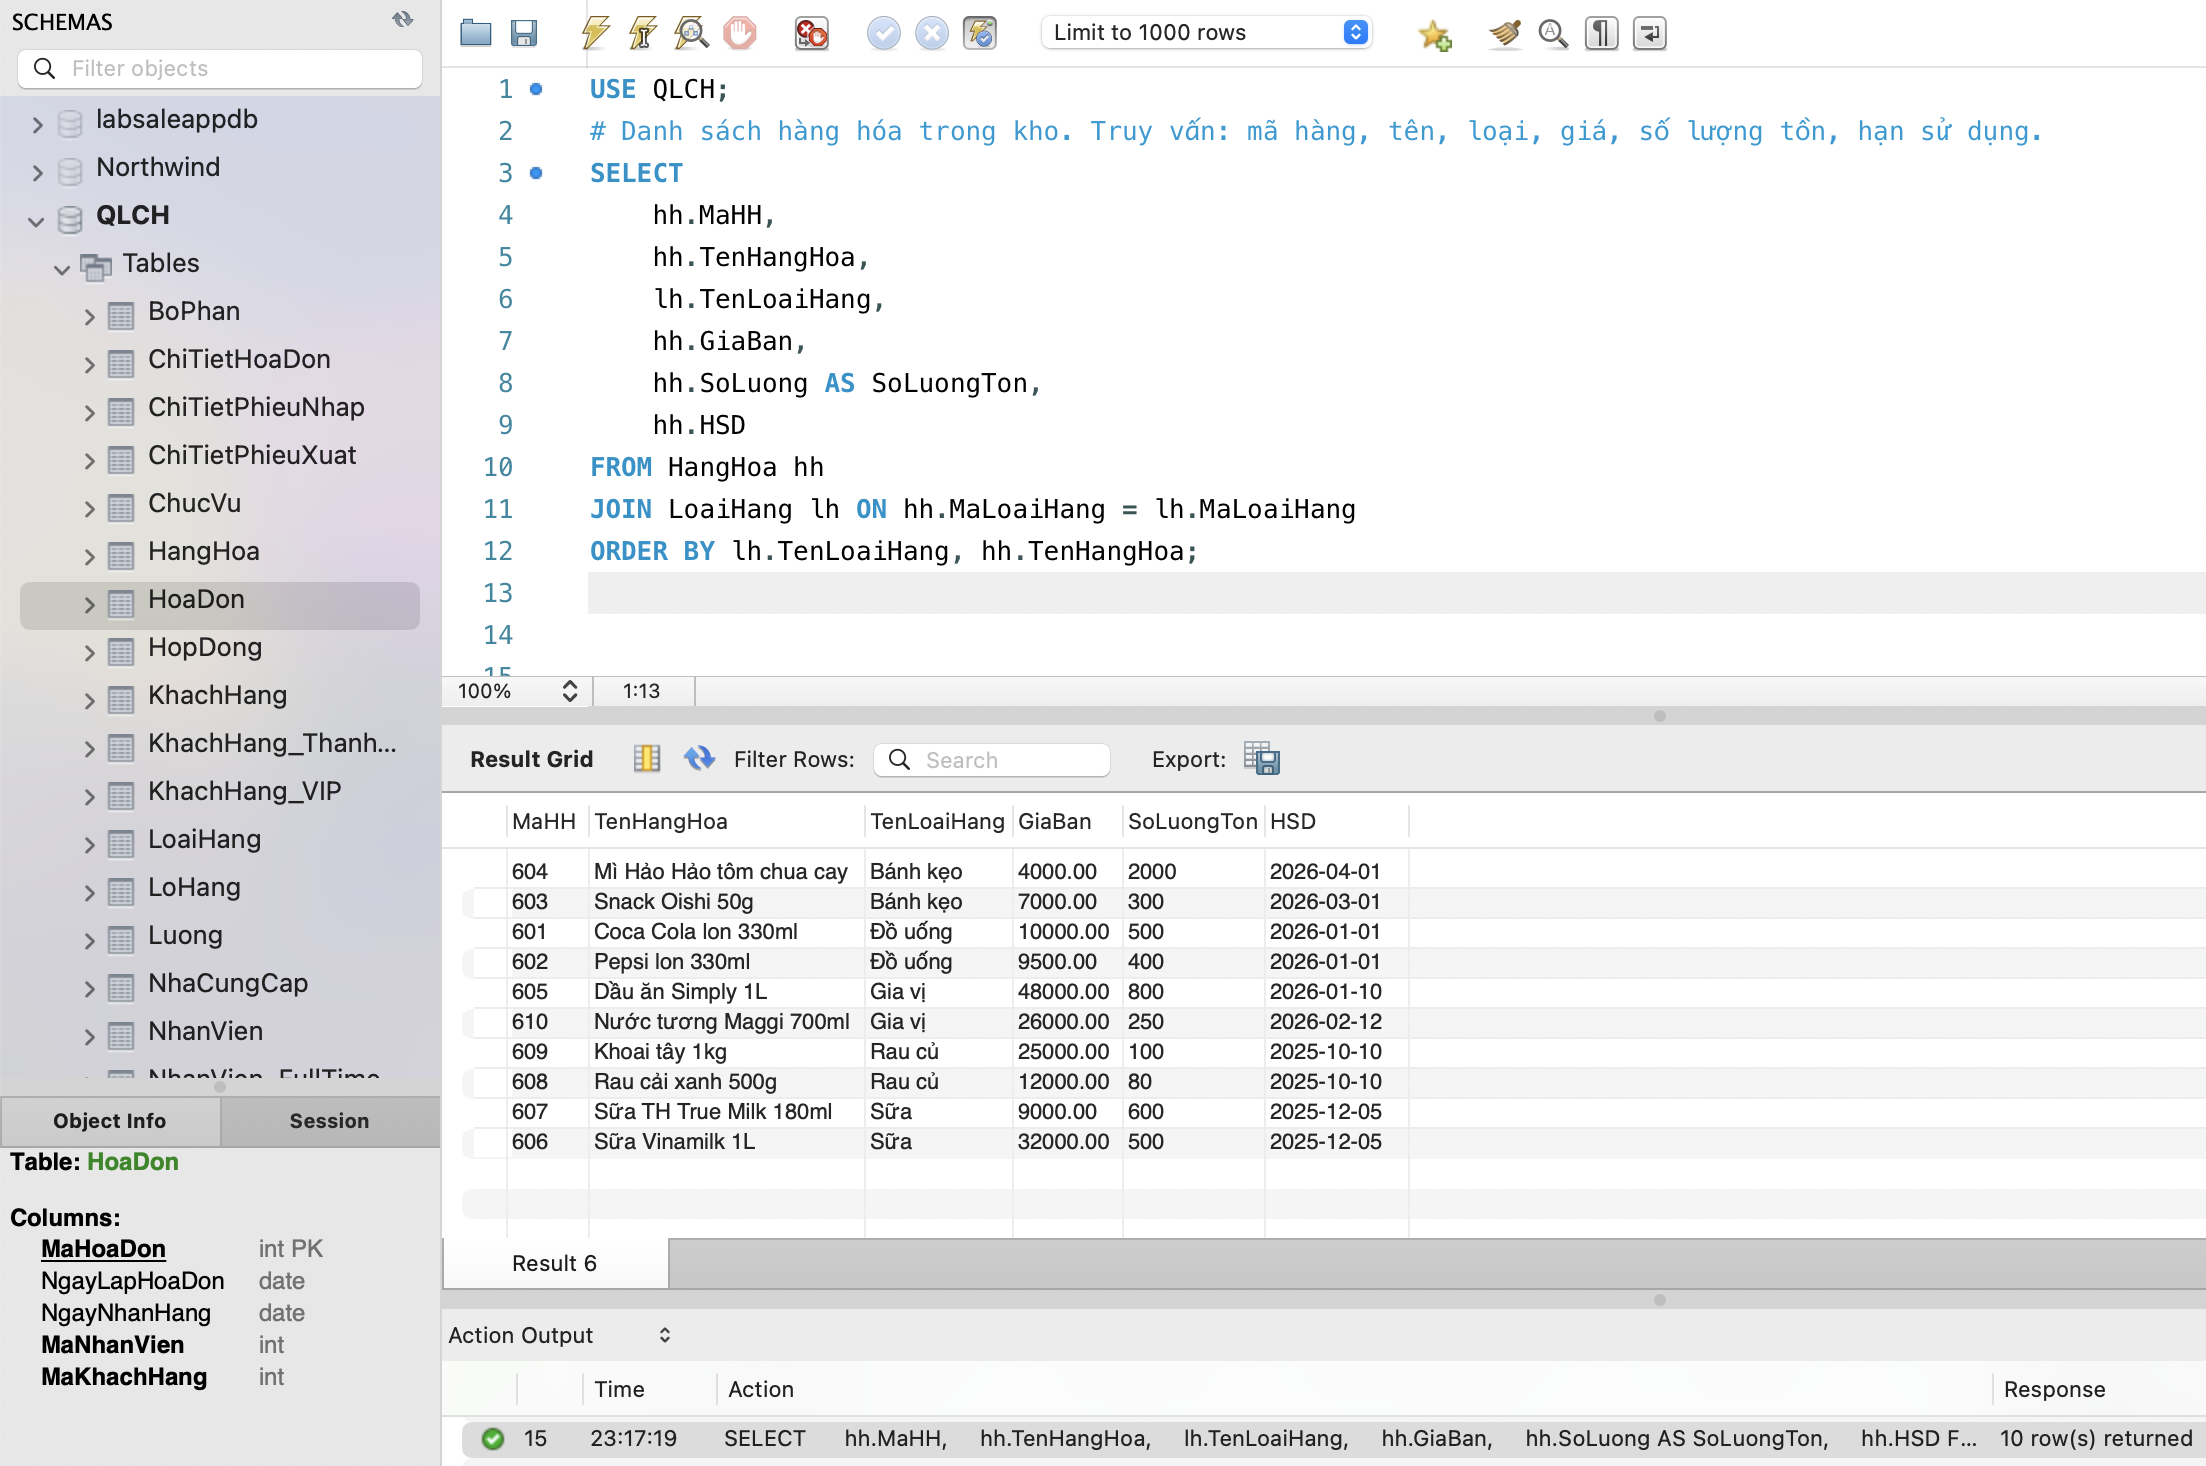 SCHEMAS
Filter objects
labsaleappdb
Northwind
QLCH
Tables
BoPhan
ChiTietHoaDon
ChiTietPhieuNhap
ChiTietPhieuXuat
ChucVu
HangHoa
HoaDon
HopDong
KhachHang
KhachHang_Thanh...
KhachHang_VIP
LoaiHang
LoHang
Luong
NhaCungCap
NhanVien
NhanVien_FullTime
Object Info Session
Table: HoaDon
Columns:
MaHoaDon int PK
NgayLapHoaDon date
NgayNhanHang date
MaNhanVien int
MaKhachHang int
Limit to 1000 rows
1 USE QLCH;
2 # Danh sách hàng hóa trong kho. Truy vấn: mã hàng, tên, loại, giá, số lượng tồn, hạn sử dụng.
3 SELECT
4 hh.MaHH,
5 hh.TenHangHoa,
6 lh.TenLoaiHang,
7 hh.GiaBan,
8 hh.SoLuong AS SoLuongTon,
9 hh.HSD
10 FROM HangHoa hh
11 JOIN LoaiHang lh ON hh.MaLoaiHang = lh.MaLoaiHang
12 ORDER BY lh.TenLoaiHang, hh.TenHangHoa;
13
14
15
100% 1:13
Result Grid Filter Rows: Search Export:
MaHH TenHangHoa TenLoaiHang GiaBan SoLuongTon HSD
604 Mì Hảo Hảo tôm chua cay Bánh kẹo 4000.00 2000 2026-04-01
603 Snack Oishi 50g Bánh kẹo 7000.00 300 2026-03-01
601 Coca Cola lon 330ml Đồ uống 10000.00 500 2026-01-01
602 Pepsi lon 330ml Đồ uống 9500.00 400 2026-01-01
605 Dầu ăn Simply 1L Gia vị 48000.00 800 2026-01-10
610 Nước tương Maggi 700ml Gia vị 26000.00 250 2026-02-12
609 Khoai tây 1kg Rau củ 25000.00 100 2025-10-10
608 Rau cải xanh 500g Rau củ 12000.00 80 2025-10-10
607 Sữa TH True Milk 180ml Sữa 9000.00 600 2025-12-05
606 Sữa Vinamilk 1L Sữa 32000.00 500 2025-12-05
Result 6
Action Output
Time Action Response
15 23:17:19 SELECT hh.MaHH, hh.TenHangHoa, lh.TenLoaiHang, hh.GiaBan, hh.SoLuong AS SoLuongTon, hh.HSD F... 10 row(s) returned